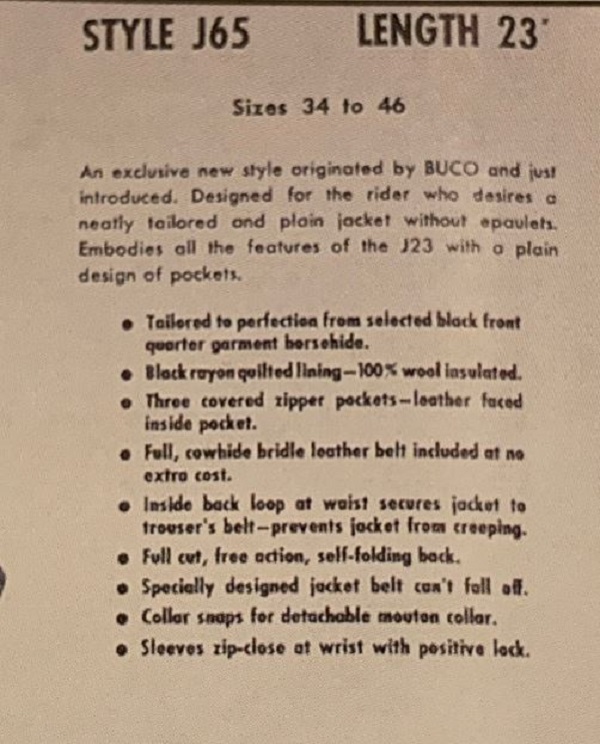 STYLE J65 LENGTH 23"
Sizes 34 to 46
An exclusive new style originated by BUCO and just
introduced. Designed for the rider who desires a
neatly tailored and plain jacket without epaulets.
Embodies all the features of the J23 with a plain
design of pockets.
• Tailored to perfection from selected black front
quarter garment horsehide.
• Black rayon quilted lining—100% wool insulated.
• Three covered zipper pockets—leather faced
inside pocket.
• Full, cowhide bridle leather belt included at no
extra cost.
• Inside back loop at waist secures jacket to
trouser's belt—prevents jacket from creeping.
• Full cut, free action, self-folding back.
• Specially designed jacket belt can't fall off.
• Collar snaps for detachable mouton collar.
• Sleeves zip-close at wrist with positive lock.